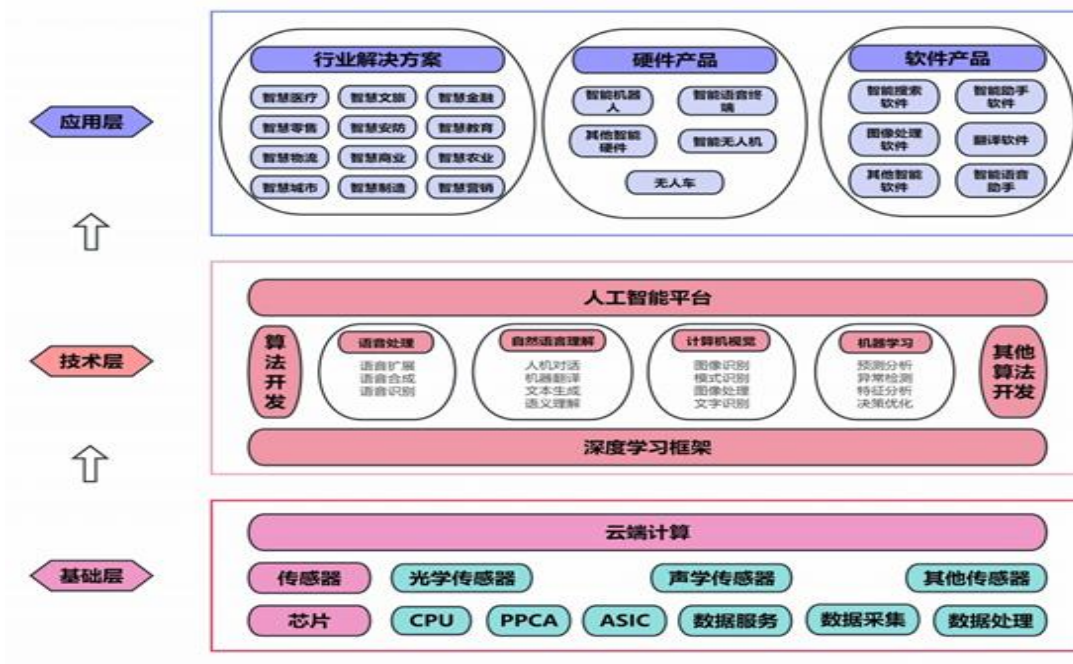 行业解决方案
硬件产品
软件产品
智慧医疗
智慧文旅
智慧金融
智慧零售
智慧安防
智慧教育
智慧物流
智慧商业
智慧农业
智慧城市
智慧制造
智慧营销
智能机器
人
智能语音终
端
其他智能
硬件
智能无人机
无人车
智能搜索
软件
智能助手
软件
图像处理
软件
翻译软件
其他智能
软件
智能语音
助手
应用层
人工智能平台
技术层
算法开发
语音处理
语音扩展
语音合成
语音识别
自然语言理解
人机对话
机器翻译
文本生成
语义理解
计算机视觉
图像识别
模式识别
图像处理
文字识别
机器学习
预测分析
异常检测
特征分析
决策优化
其他
算法
开发
深度学习框架
基础层
云端计算
传感器
光学传感器
声学传感器
其他传感器
芯片
CPU
PPCA
ASIC
数据服务
数据采集
数据处理